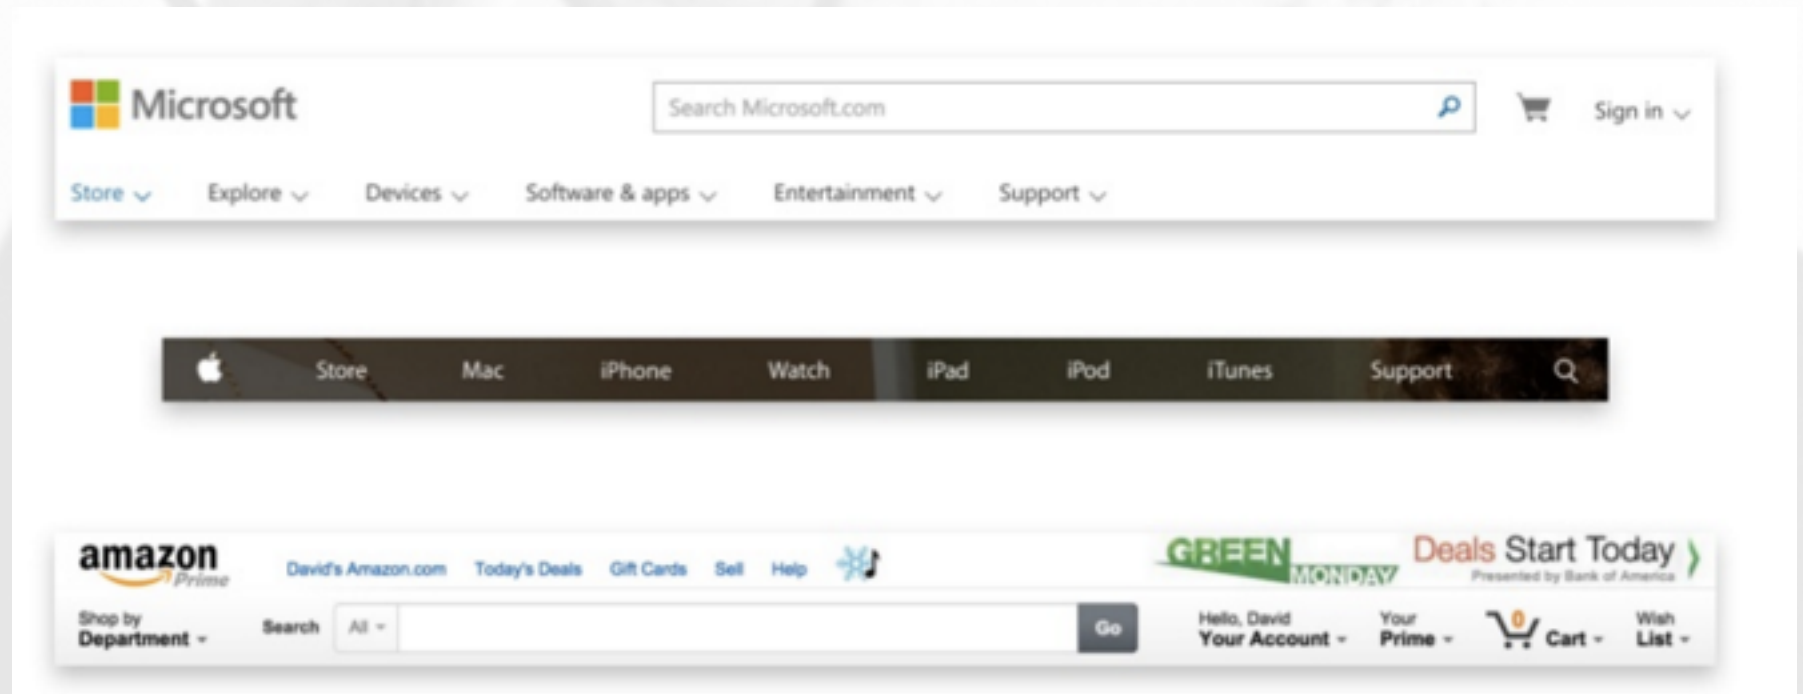 Microsoft Search Microsoft.com Sign in
Store Explore Devices Software & apps Entertainment Support
Store Mac iPhone Watch iPad iPod iTunes Support
amazon Prime David's Amazon.com Today's Deals Gift Cards Sell Help GREEN MONDAY Deals Start Today
Presented by Bank of America
Shop by Department Search All Go Hello, David Your Account Your Prime 0 Cart Wish List